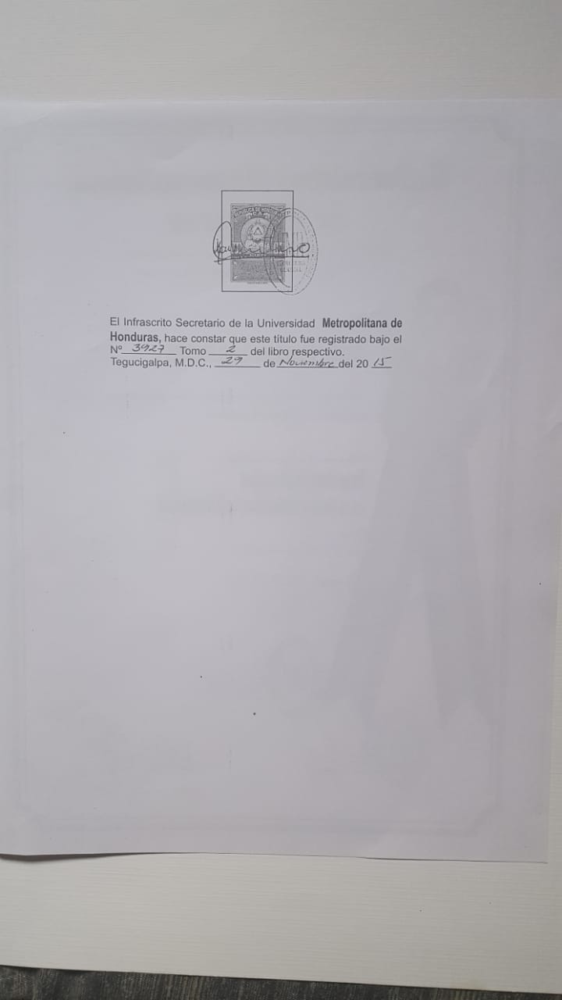 El Infrascrito Secretario de la Universidad Metropolitana de
Honduras, hace constar que este título fue registrado bajo el
Nº 3927 Tomo 2 del libro respectivo.
Tegucigalpa, M.D.C., 29 de Noviembre del 20 15